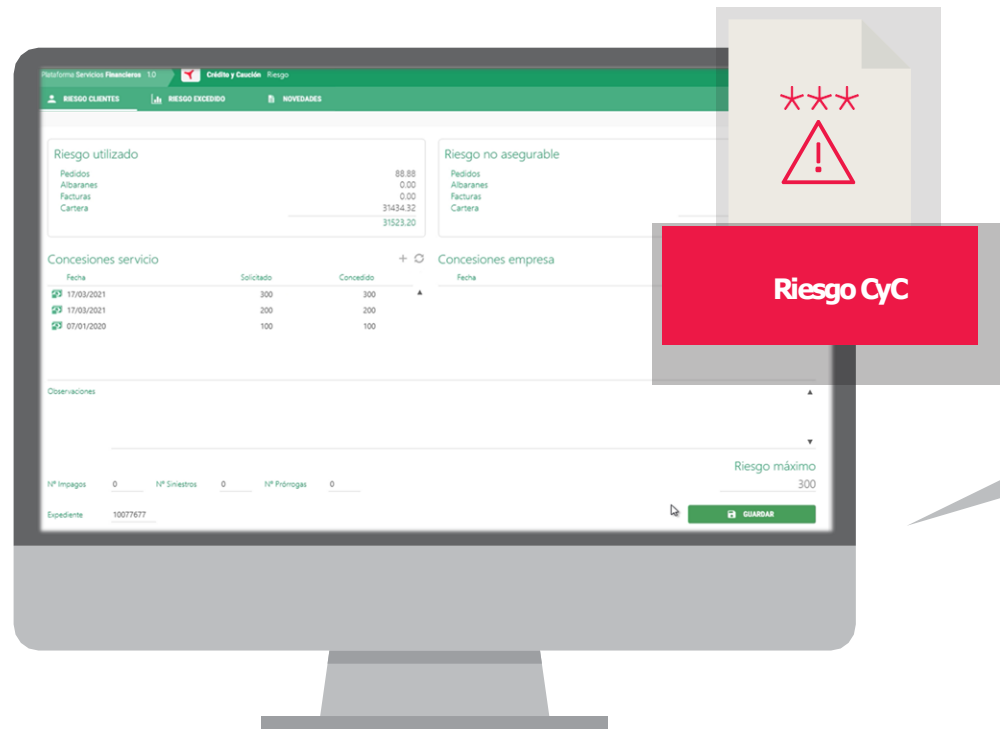 Plataforma Servicios Financieros 1.0 Crédito y Caución Riesgo
RIESGO CLIENTES RIESGO EXCEDIDO NOVEDADES
***
!
Riesgo CyC
Riesgo utilizado
Pedidos 88.88
Albaranes 0.00
Facturas 0.00
Cartera 31434.32
31523.20
Riesgo no asegurable
Pedidos
Albaranes
Facturas
Cartera
Concesiones servicio
Fecha Solicitado Concedido
17/03/2021 300 300
17/03/2021 200 200
07/01/2020 100 100
Concesiones empresa
Fecha
Observaciones
Riesgo máximo
300
Nº Impagos 0 Nº Siniestros 0 Nº Prórrogas 0
Expediente 10077677
GUARDAR